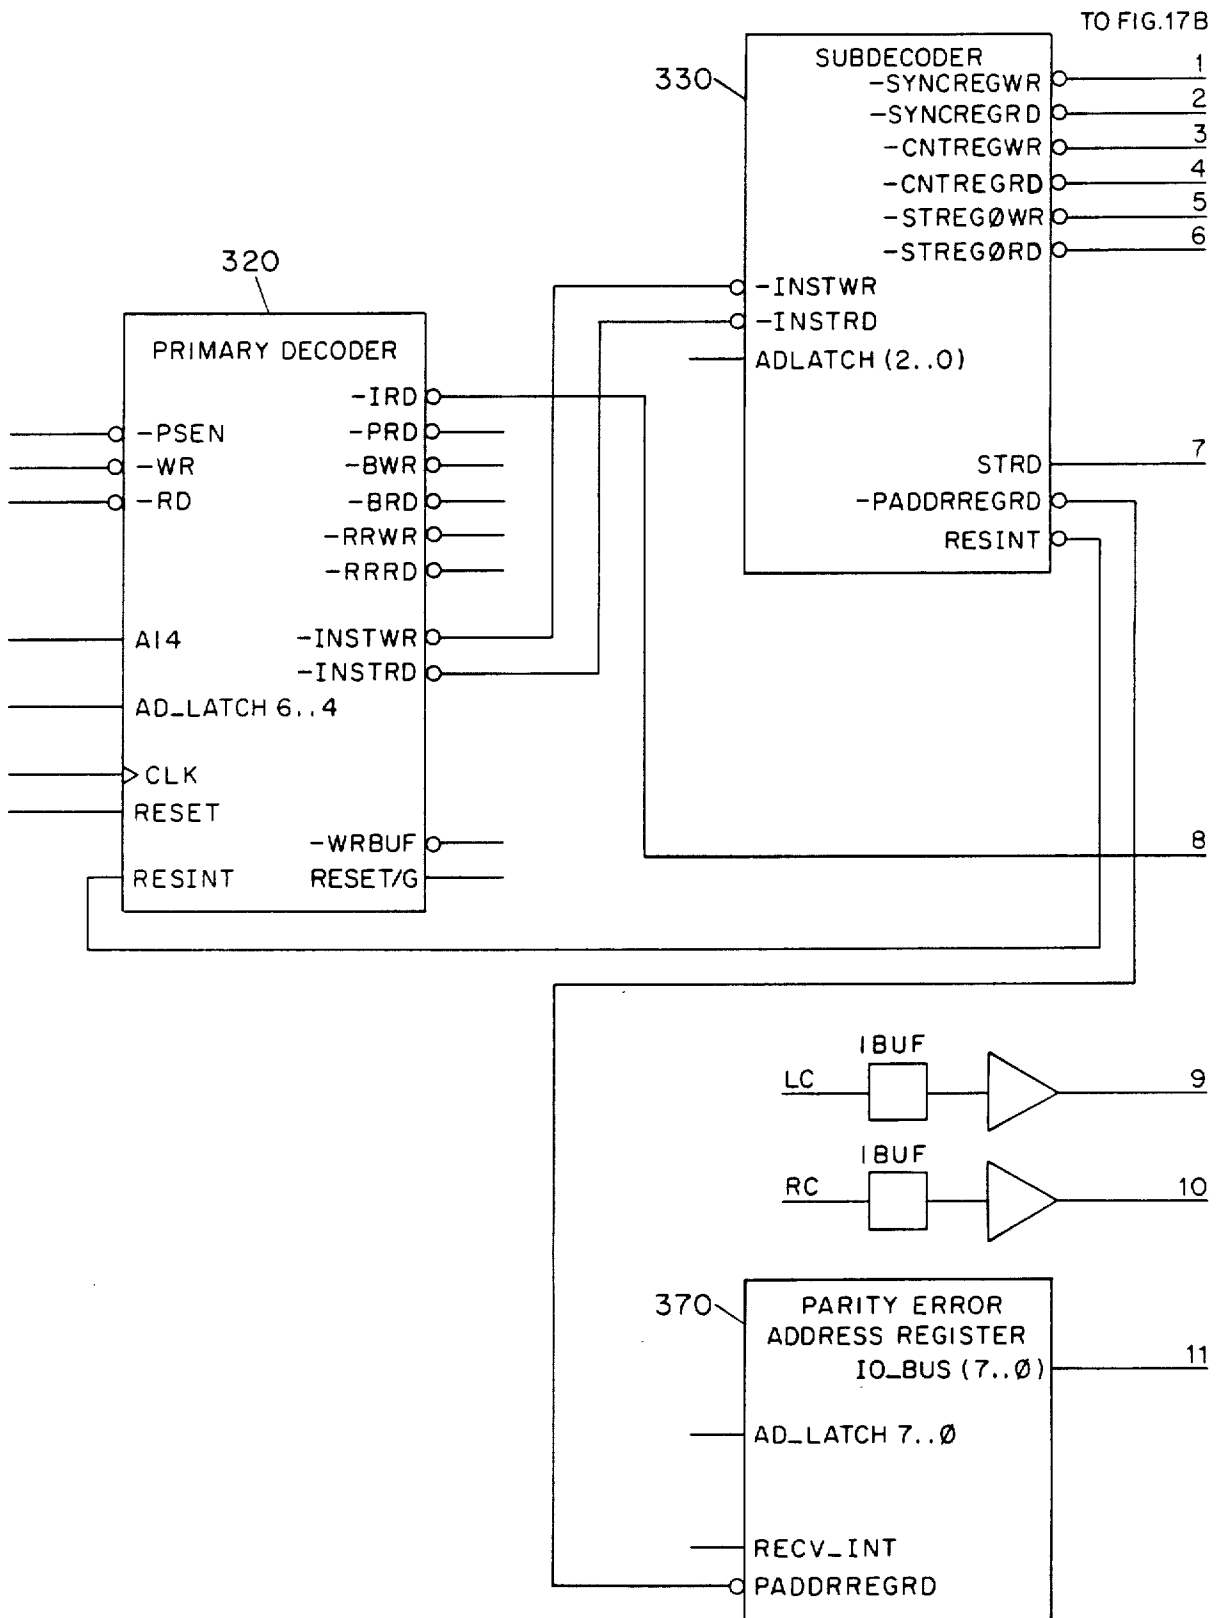 TO FIG.17B
330
SUBDECODER
-SYNCREGWR
1
-SYNCREGRD
2
-CNTREGWR
3
-CNTREGRD
4
-STREGØWR
5
-STREGØRD
6
-INSTWR
-INSTRD
ADLATCH (2..0)
STRD
7
-PADDRREGRD
RESINT
320
PRIMARY DECODER
-IRD
-PSEN
-PRD
-WR
-BWR
-RD
-BRD
-RRWR
-RRRD
A14
-INSTWR
-INSTRD
AD_LATCH 6..4
CLK
RESET
-WRBUF
8
RESINT
RESET/G
IBUF
LC
9
IBUF
RC
10
370
PARITY ERROR
ADDRESS REGISTER
IO_BUS (7..Ø)
11
AD_LATCH 7..Ø
RECV_INT
PADDRREGRD